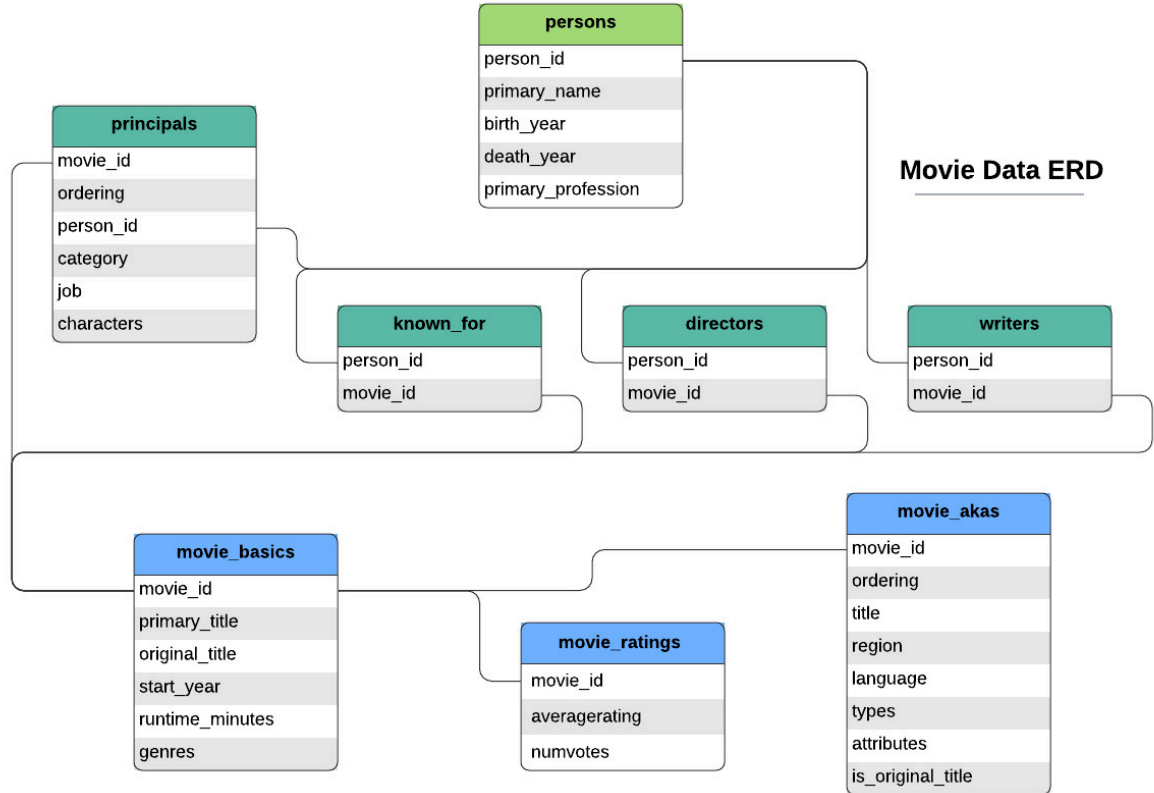 persons
person_id
primary_name
birth_year
death_year
primary_profession
principals
movie_id
ordering
person_id
category
job
characters
Movie Data ERD
known_for
person_id
movie_id
directors
person_id
movie_id
writers
person_id
movie_id
movie_basics
movie_id
primary_title
original_title
start_year
runtime_minutes
genres
movie_ratings
movie_id
averagerating
numvotes
movie_akas
movie_id
ordering
title
region
language
types
attributes
is_original_title